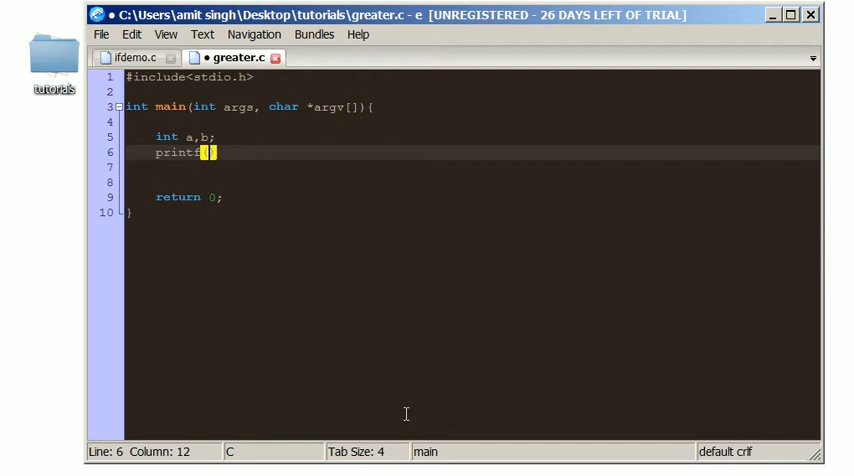 C:\Users\amit singh\Desktop\tutorials\greater.c - e [UNREGISTERED - 26 DAYS LEFT OF TRIAL]
File Edit View Text Navigation Bundles Help
ifdemo.c • greater.c
tutorials
1 #include<stdio.h>
2
3 int main(int args, char *argv[]){
4
5 int a,b;
6 printf()
7
8
9 return 0;
10 }
Line: 6 Column: 12 C Tab Size: 4 main default crlf